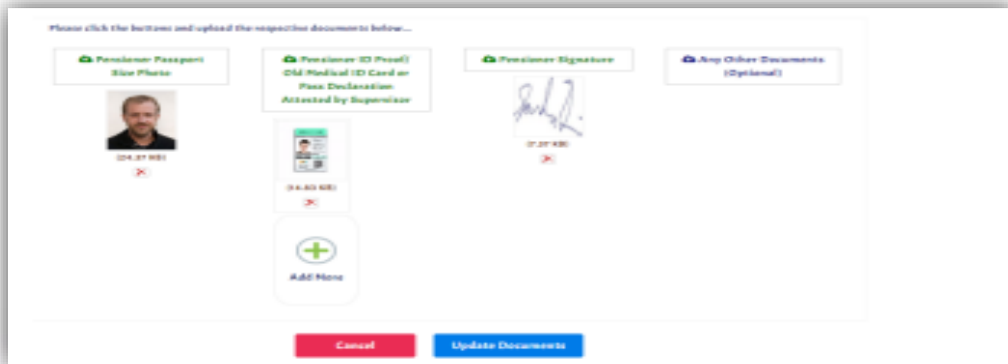 Please click the buttons and upload the respective documents below...
Pensioner Passport
Size Photo
Pensioner ID Proof/
Old Medical ID Card or
Pass Declaration
Attested by Supervisor
Pensioner Signature
Any Other Documents
(Optional)
Add More
Cancel
Update Documents